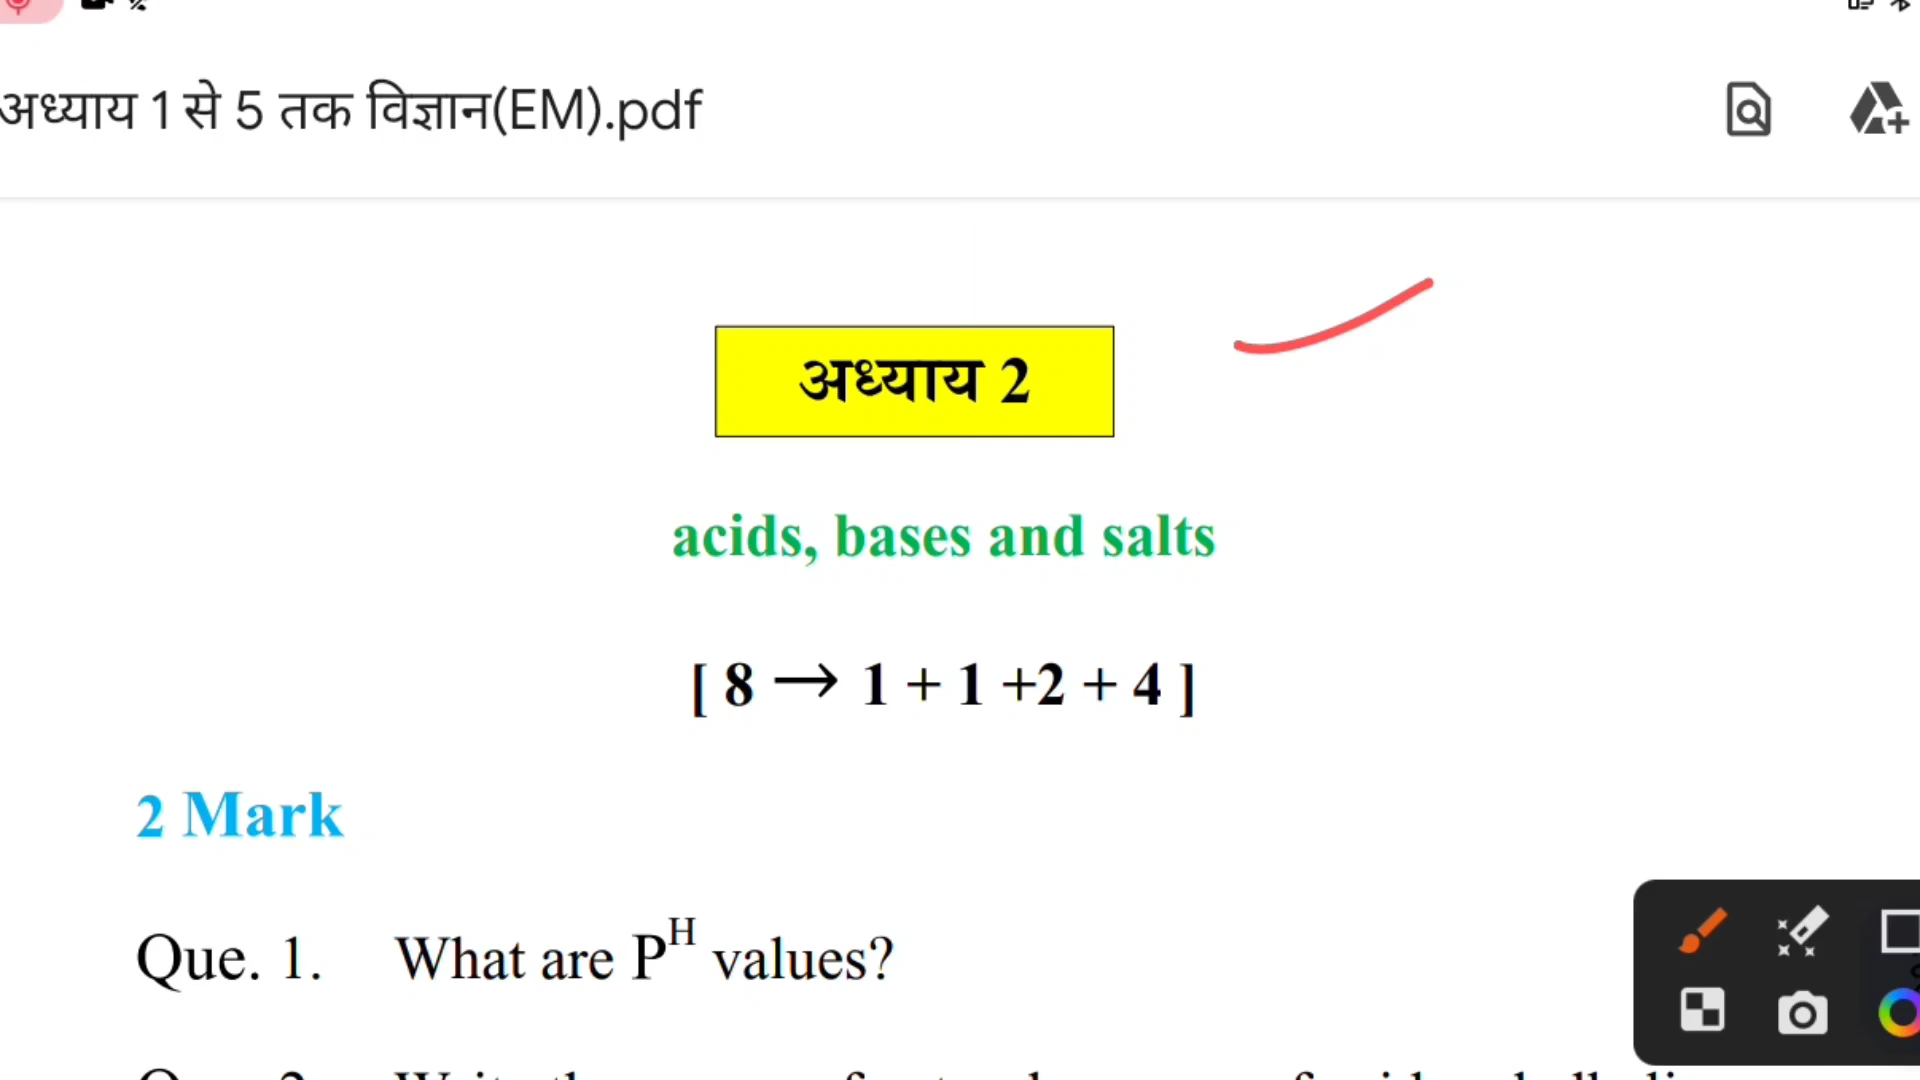 अध्याय 1 से 5 तक विज्ञान(EM).pdf
अध्याय 2
acids, bases and salts
[ 8 → 1 + 1 +2 + 4 ]
2 Mark
Que. 1. What are P^H values?